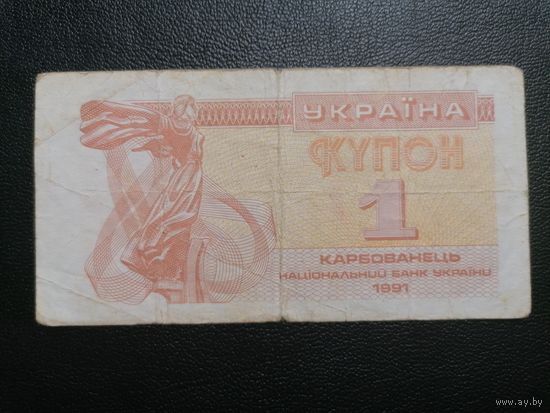 УКРАЇНА
КУПОН
1
КАРБОВАНЕЦЬ
НАЦІОНАЛЬНИЙ БАНК УКРАЇНИ
1991
www.ay.by